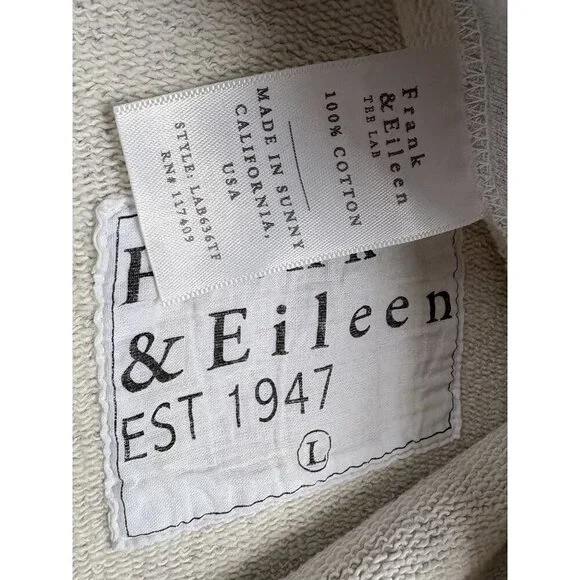 Frank
& Eileen
TEE LAB
100% COTTON
MADE IN SUNNY
CALIFORNIA,
USA
STYLE: LAB636TF
RN# 117409
& Eileen
EST 1947
L